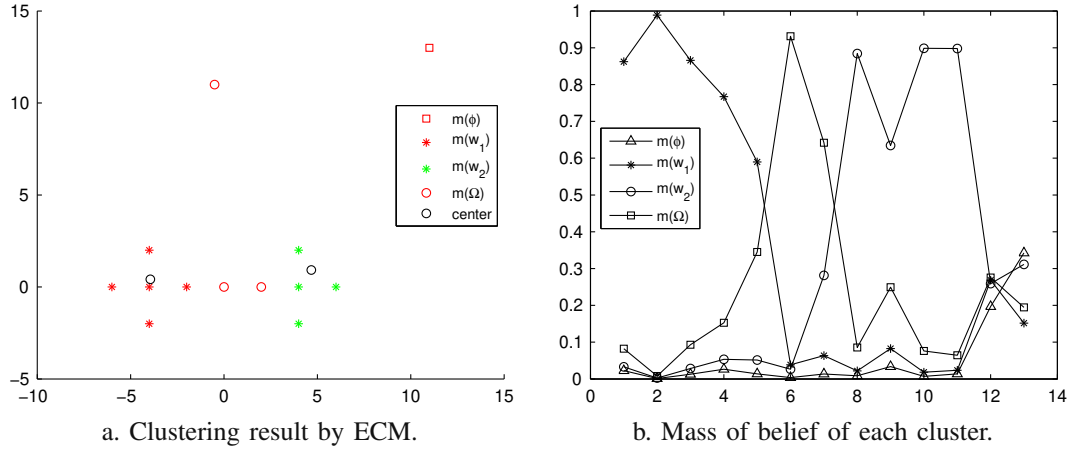 15
10
5
0
−5
−10
−5
0
5
10
15
m(ϕ)
m(w₁)
m(w₂)
m(Ω)
center
a. Clustering result by ECM.
1
0.9
0.8
0.7
0.6
0.5
0.4
0.3
0.2
0.1
0
0
2
4
6
8
10
12
14
m(ϕ)
m(w₁)
m(w₂)
m(Ω)
b. Mass of belief of each cluster.